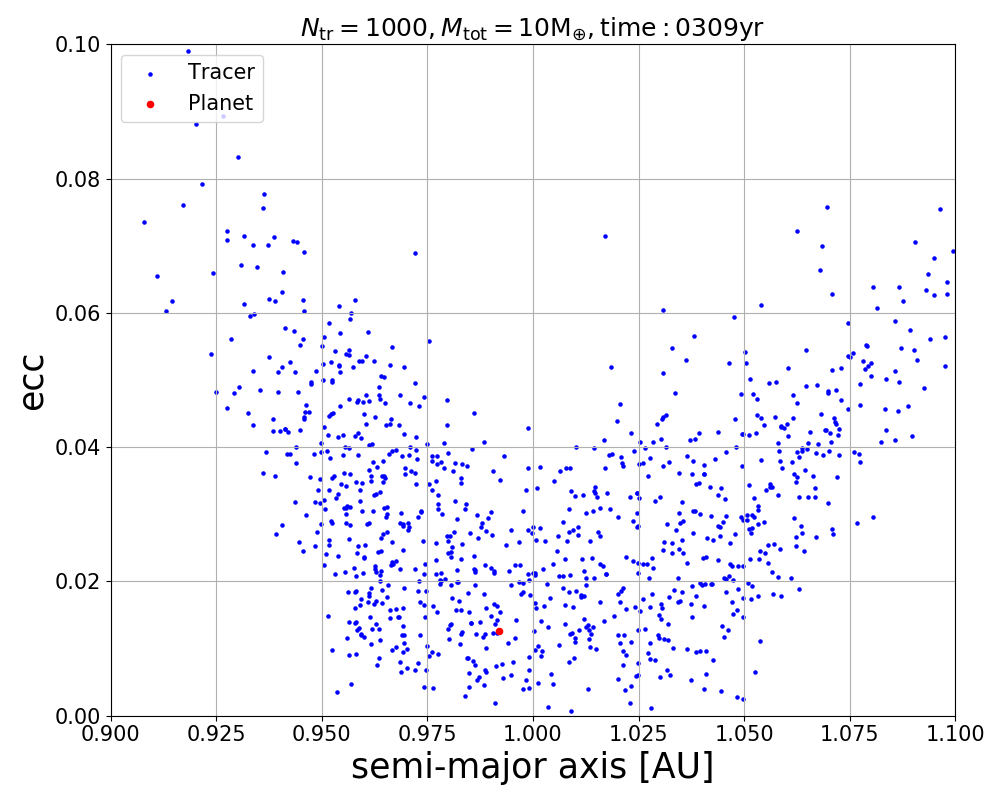 N_tr = 1000, M_tot = 10M_⊕, time : 0309yr
0.10
Tracer
Planet
0.08
0.06
0.04
0.02
0.00
ecc
0.900 0.925 0.950 0.975 1.000 1.025 1.050 1.075 1.100
semi-major axis [AU]